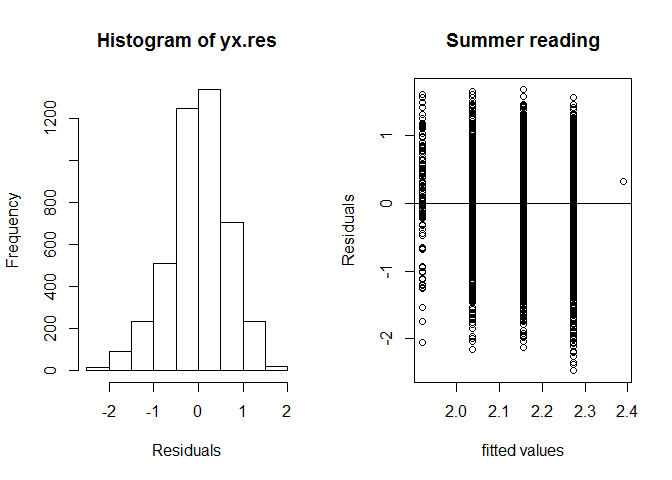 Histogram of yx.res
Frequency
0 200 400 600 800 1200
-2 -1 0 1 2
Residuals
Summer reading
Residuals
-2 -1 0 1
2.0 2.1 2.2 2.3 2.4
fitted values